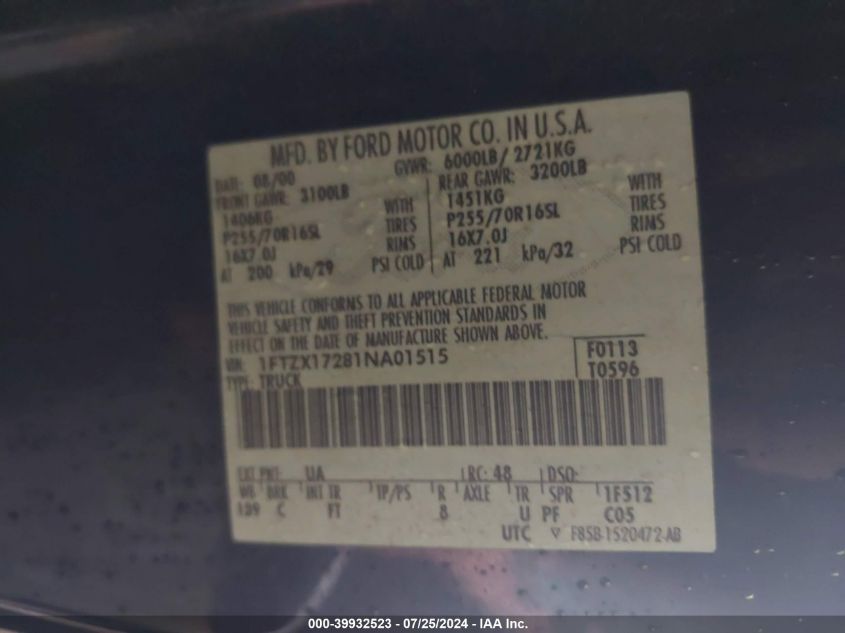 MFD. BY FORD MOTOR CO. IN U.S.A.
DATE: 08/00 GVWR: 6000LB/ 2721KG
FRONT GAWR: 3100LB REAR GAWR: 3200LB
1406KG WITH 1451KG WITH
P255/70R16SL TIRES P255/70R16SL TIRES
16X7.0J RIMS 16X7.0J RIMS
AT 200 kPa/29 PSI COLD AT 221 kPa/32 PSI COLD
THIS VEHICLE CONFORMS TO ALL APPLICABLE FEDERAL MOTOR
VEHICLE SAFETY AND THEFT PREVENTION STANDARDS IN
EFFECT ON THE DATE OF MANUFACTURE SHOWN ABOVE.
VIN: 1FTZX17281NA01515 F0113
TYPE: TRUCK T0596
EXT PNT: UA RC: 48 DSO:
WB BRK INT TR TP/PS R AXLE TR SPR 1F512
139 C FT 8 U PF C05
UTC ▽ F85B-1520472-AB
000-39932523 - 07/25/2024 - IAA Inc.